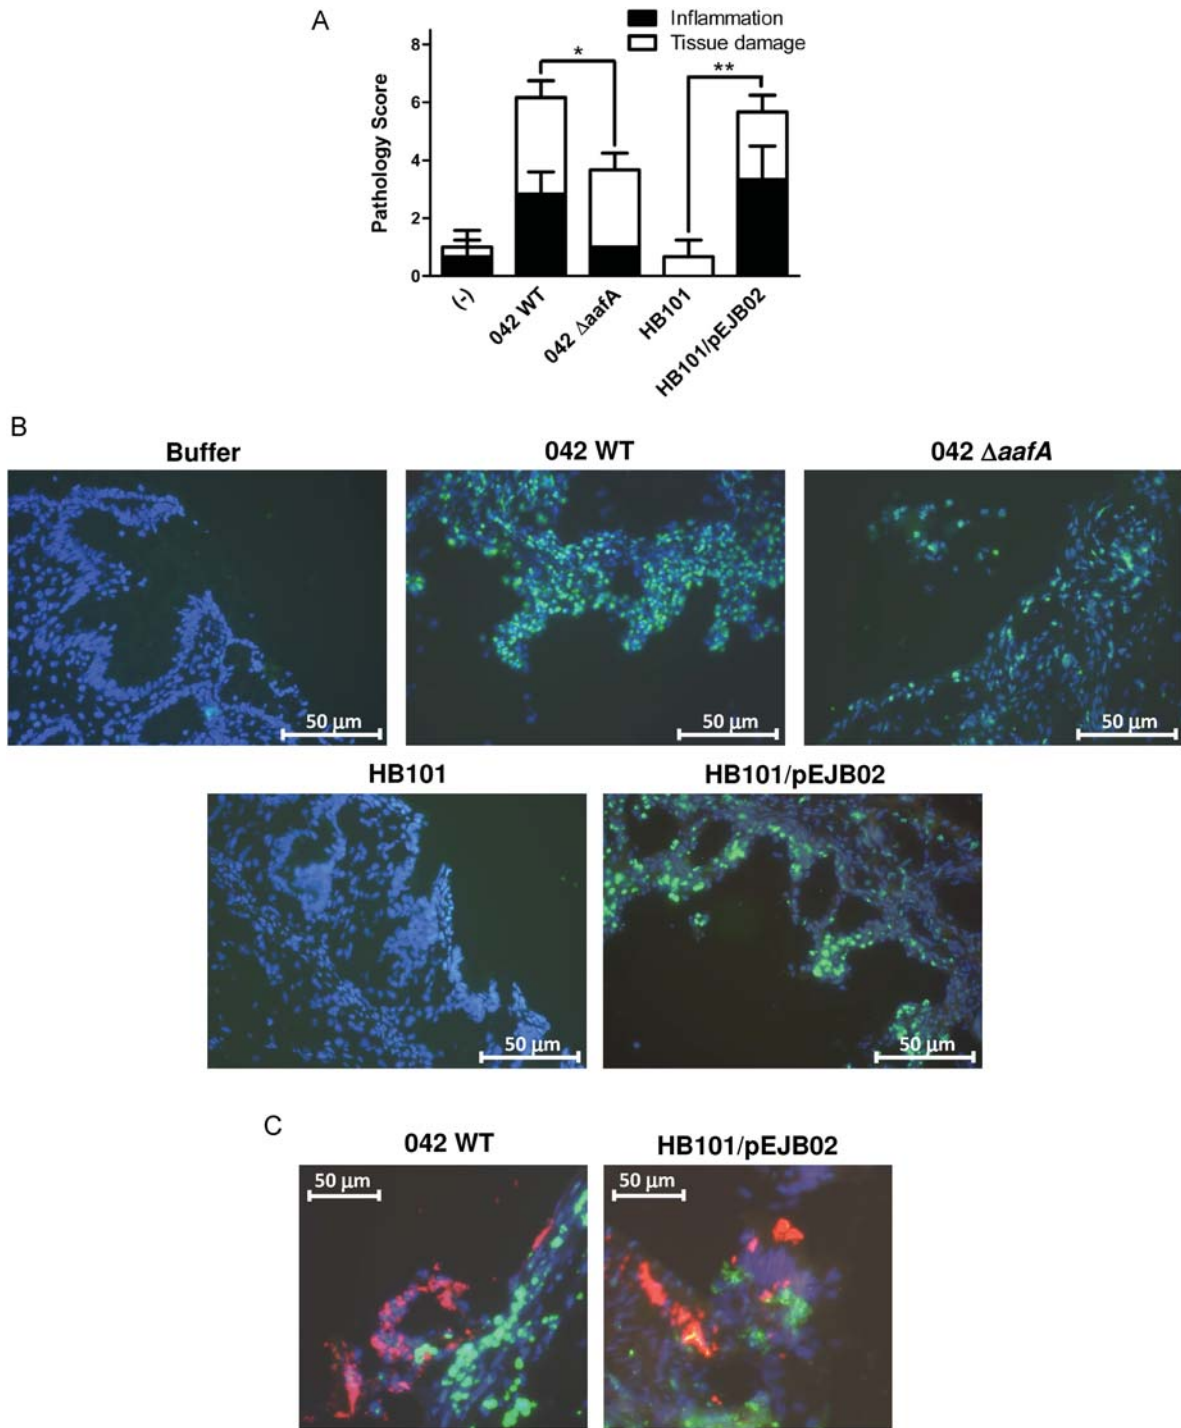 A
Inflammation
Tissue damage
*
**
Pathology Score
8
6
4
2
0
(-)
042 WT
042 ΔaafA
HB101
HB101/pEJB02
B
Buffer
042 WT
042 ΔaafA
50 μm
50 μm
50 μm
HB101
HB101/pEJB02
50 μm
50 μm
C
042 WT
HB101/pEJB02
50 μm
50 μm